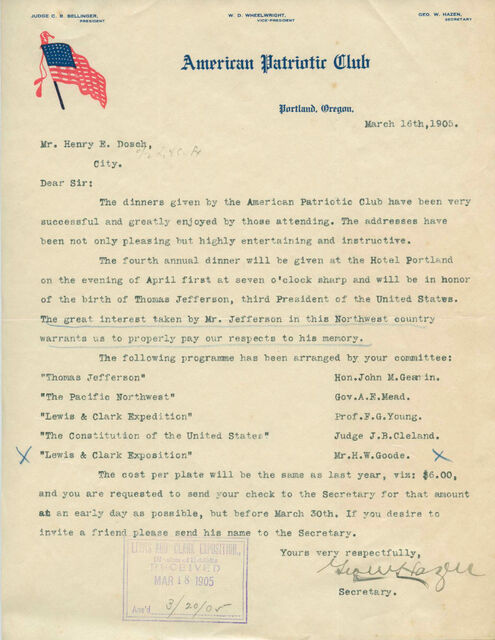 JUDGE C. B. BELLINGER, PRESIDENT
W. D. WHEELWRIGHT, VICE-PRESIDENT
GEO. W. HAZEN, SECRETARY
American Patriotic Club
Portland, Oregon,
March 16th, 1905.
Mr. Henry E. Dosch,
City.
Dear Sir:
The dinners given by the American Patriotic Club have been very
successful and greatly enjoyed by those attending. The addresses have
been not only pleasing but highly entertaining and instructive.
The fourth annual dinner will be given at the Hotel Portland
on the evening of April first at seven o'clock sharp and will be in honor
of the birth of Thomas Jefferson, third President of the United States.
The great interest taken by Mr. Jefferson in this Northwest country
warrants us to properly pay our respects to his memory.
The following programme has been arranged by your committee:
"Thomas Jefferson" Hon. John M. Gearin.
"The Pacific Northwest" Gov. A.E. Mead.
"Lewis & Clark Expedition" Prof. F.G. Young.
"The Constitution of the United States" Judge J.B. Cleland.
X "Lewis & Clark Exposition" Mr. H.W. Goode. X
The cost per plate will be the same as last year, viz: $6.00,
and you are requested to send your check to the Secretary for that amount
at an early day as possible, but before March 30th. If you desire to
invite a friend please send his name to the Secretary.
Yours very respectfully,
Geo W Hazen
Secretary.
LEWIS AND CLARK EXPOSITION,
RECEIVED
MAR 18 1905
Ans'd 3/20/05